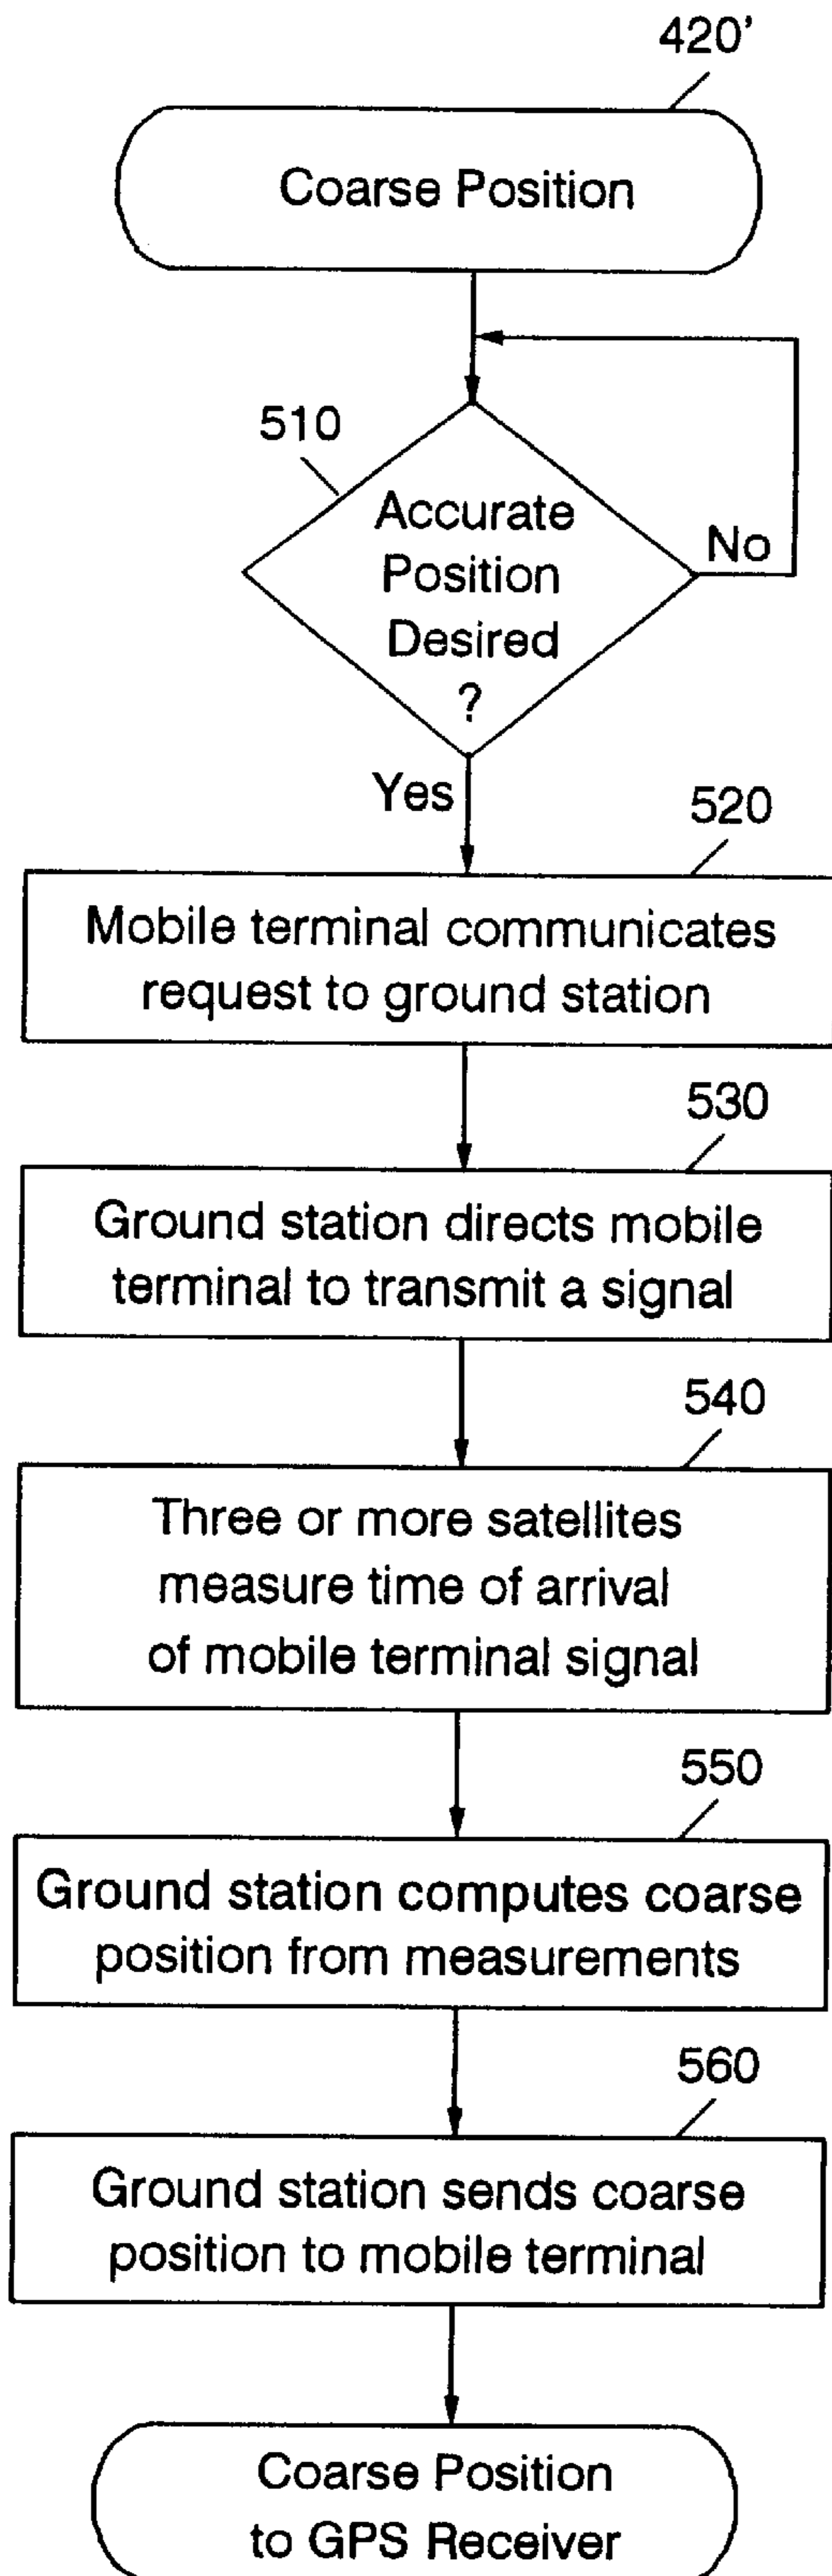 420'
Coarse Position
510
Accurate
Position
Desired
?
No
Yes
520
Mobile terminal communicates
request to ground station
530
Ground station directs mobile
terminal to transmit a signal
540
Three or more satellites
measure time of arrival
of mobile terminal signal
550
Ground station computes coarse
position from measurements
560
Ground station sends coarse
position to mobile terminal
Coarse Position
to GPS Receiver